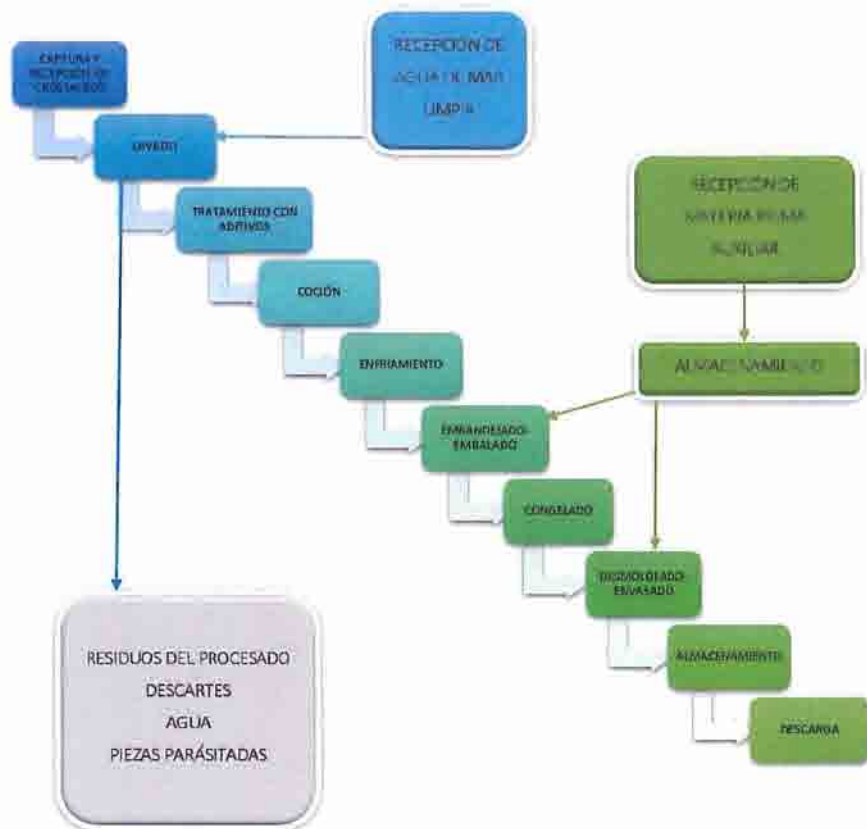 CAPTURA Y
RECEPCIÓN DE
CRUSTACEOS
RECEPCIÓN DE
AGUA DE MAR
LIMPIA
LAVADO
TRATAMIENTO CON
ADITIVOS
COCIÓN
ENFRIAMIENTO
RECEPCIÓN DE
MATERIA PRIMA
AUXILIAR
ALMACENAMIENTO
EMBANDEJADO-
EMBALADO
CONGELADO
DESMOLDEADO-
ENVASADO
ALMACENAMIENTO
DESCARGA
RESIDUOS DEL PROCESADO
DESCARTES
AGUA
PIEZAS PARÁSITADAS